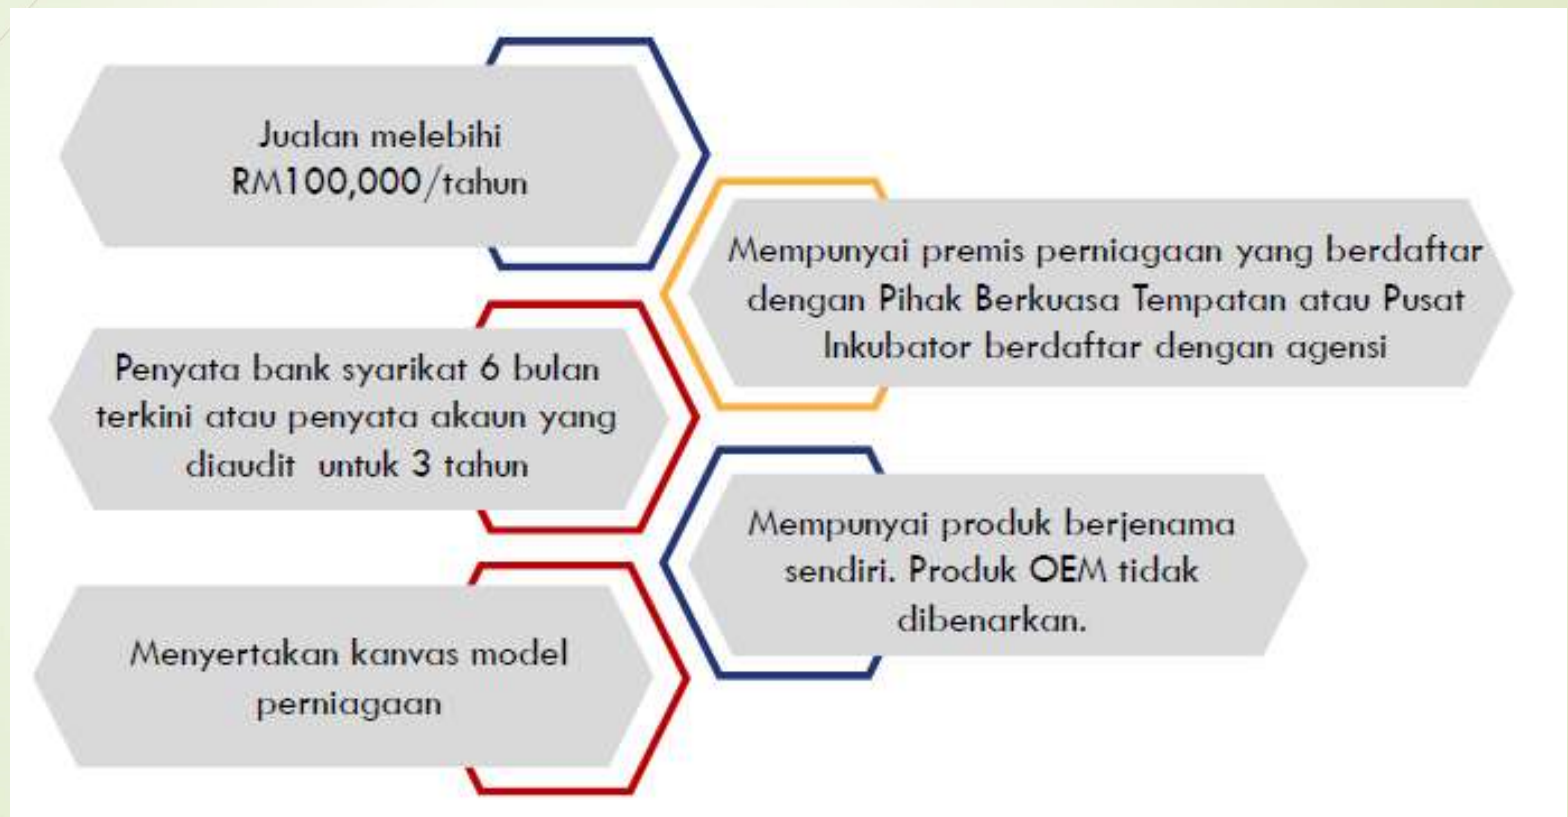 Jualan melebihi
RM100,000/tahun
Mempunyai premis perniagaan yang berdaftar
dengan Pihak Berkuasa Tempatan atau Pusat
Inkubator berdaftar dengan agensi
Penyata bank syarikat 6 bulan
terkini atau penyata akaun yang
diaudit  untuk 3 tahun
Mempunyai produk berjenama
sendiri. Produk OEM tidak
dibenarkan.
Menyertakan kanvas model
perniagaan